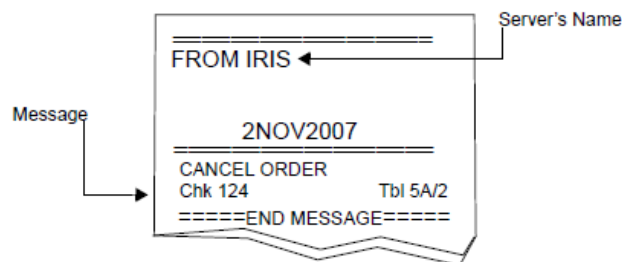 Server's Name
==================
FROM IRIS
Message
2NOV2007
==================
CANCEL ORDER
Chk 124 Tbl 5A/2
=====END MESSAGE=====